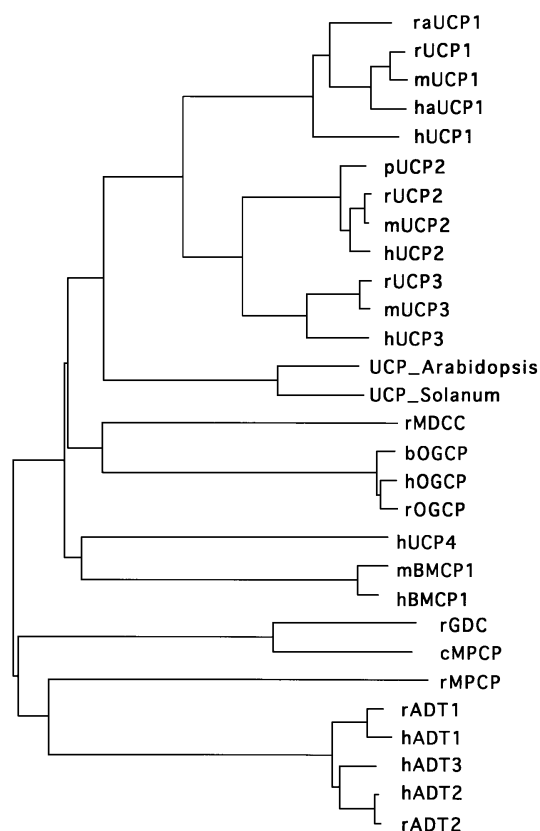 raUCP1
rUCP1
mUCP1
haUCP1
hUCP1
pUCP2
rUCP2
mUCP2
hUCP2
rUCP3
mUCP3
hUCP3
UCP_Arabidopsis
UCP_Solanum
rMDCC
bOGCP
hOGCP
rOGCP
hUCP4
mBMCP1
hBMCP1
rGDC
cMPCP
rMPCP
rADT1
hADT1
hADT3
hADT2
rADT2